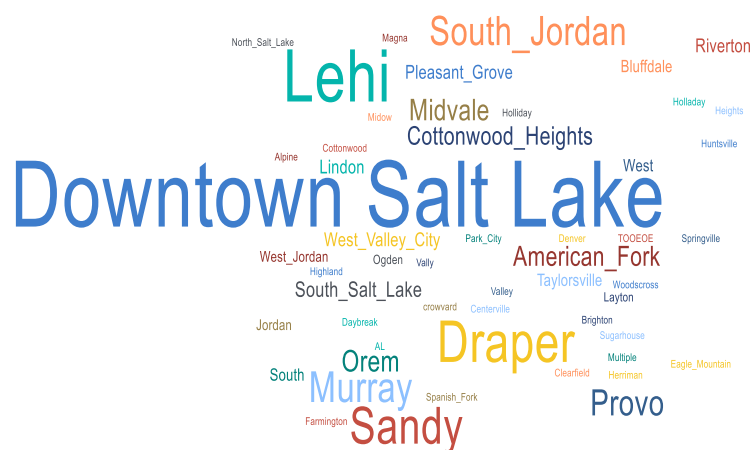 South_Jordan
North_Salt_Lake
Magna
Riverton
Lehi
Pleasant_Grove
Bluffdale
Midvale
Holladay
Heights
Midow
Holliday
Cottonwood_Heights
Huntsville
Cottonwood
Alpine
Lindon
West
Downtown Salt Lake
West_Valley_City
Park_City
Denver
TOOEOE
Springville
West_Jordan
Ogden
Vally
American_Fork
Highland
Taylorsville
Woodscross
South_Salt_Lake
Valley
Layton
crowvard
Centerville
Jordan
Daybreak
Brighton
Sugarhouse
Draper
AL
Orem
Multiple
Eagle_Mountain
South
Clearfield
Herriman
Murray
Spanish_Fork
Provo
Farmington
Sandy